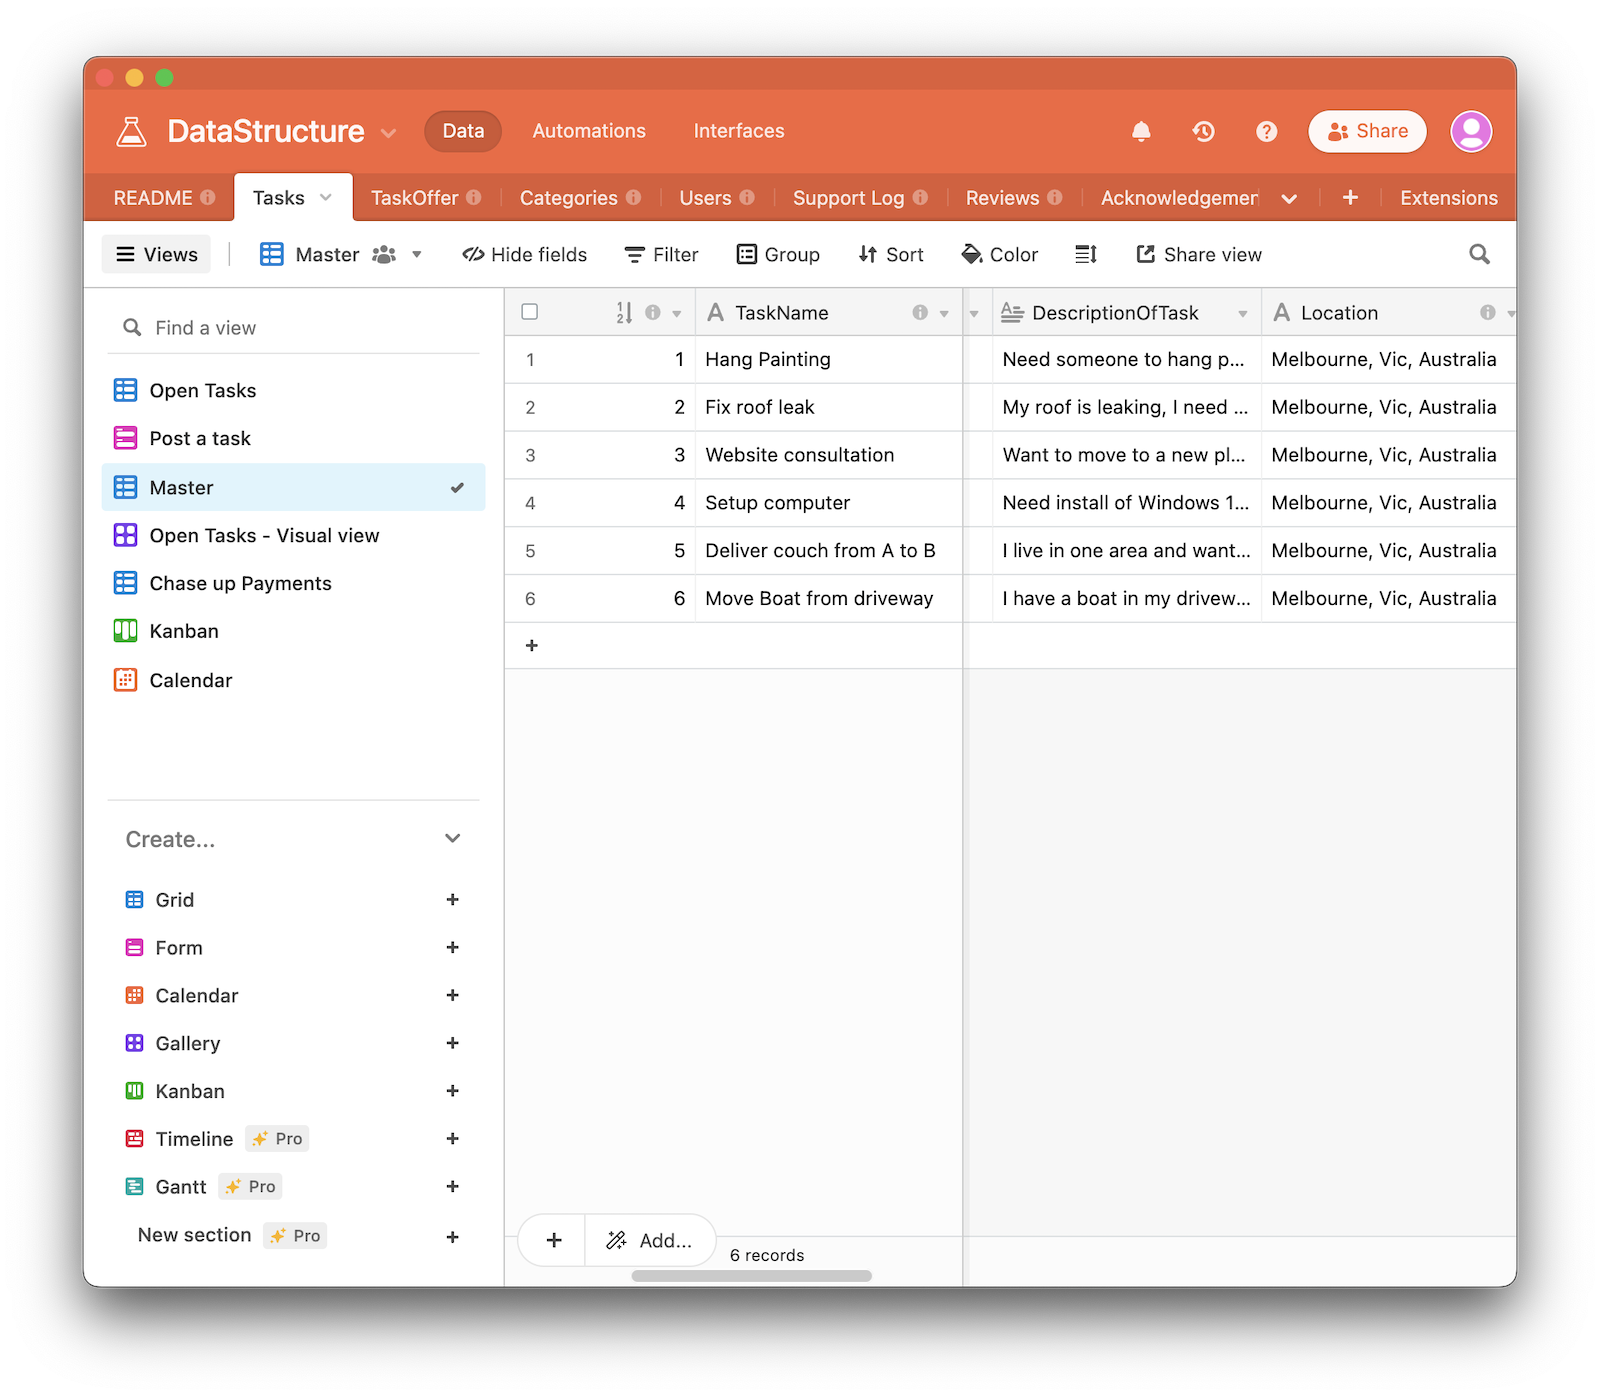 DataStructure Data Automations Interfaces Share
README Tasks TaskOffer Categories Users Support Log Reviews Acknowledgemer Extensions
Views Master Hide fields Filter Group Sort Color Share view
Find a view
Open Tasks
Post a task
Master
Open Tasks - Visual view
Chase up Payments
Kanban
Calendar
Create...
Grid
Form
Calendar
Gallery
Kanban
Timeline Pro
Gantt Pro
New section Pro
TaskName DescriptionOfTask Location
1 1 Hang Painting Need someone to hang p... Melbourne, Vic, Australia
2 2 Fix roof leak My roof is leaking, I need ... Melbourne, Vic, Australia
3 3 Website consultation Want to move to a new pl... Melbourne, Vic, Australia
4 4 Setup computer Need install of Windows 1... Melbourne, Vic, Australia
5 5 Deliver couch from A to B I live in one area and want... Melbourne, Vic, Australia
6 6 Move Boat from driveway I have a boat in my drivew... Melbourne, Vic, Australia
+
+ Add... 6 records